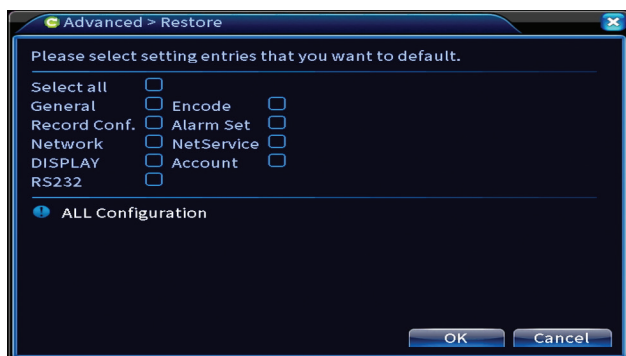 Advanced > Restore
Please select setting entries that you want to default.
Select all
General Encode
Record Conf. Alarm Set
Network NetService
DISPLAY Account
RS232
ALL Configuration
OK Cancel